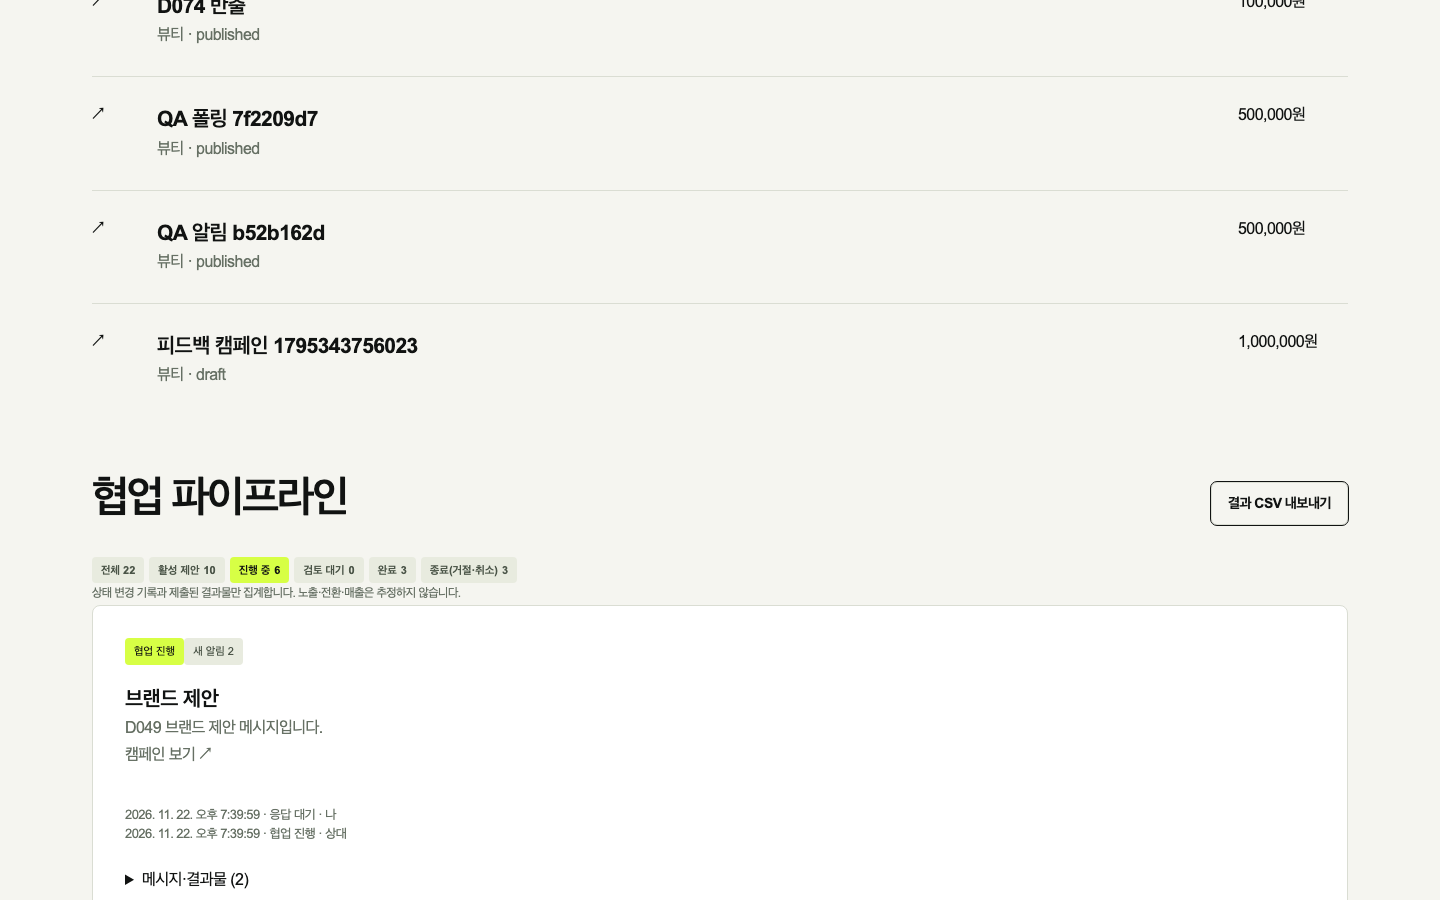 D074 반출
100,000원
뷰티 · published
↗
QA 폴링 7f2209d7
500,000원
뷰티 · published
↗
QA 알림 b52b162d
500,000원
뷰티 · published
↗
피드백 캠페인 1795343756023
1,000,000원
뷰티 · draft
협업 파이프라인
결과 CSV 내보내기
전체 22 활성 제안 10 진행 중 6 검토 대기 0 완료 3 종료(거절·취소) 3
상태 변경 기록과 제출된 결과물만 집계합니다. 노출·전환·매출은 추정하지 않습니다.
협업 진행 새 알림 2
브랜드 제안
D049 브랜드 제안 메시지입니다.
캠페인 보기 ↗
2026. 11. 22. 오후 7:39:59 · 응답 대기 · 나
2026. 11. 22. 오후 7:39:59 · 협업 진행 · 상대
▶ 메시지·결과물 (2)